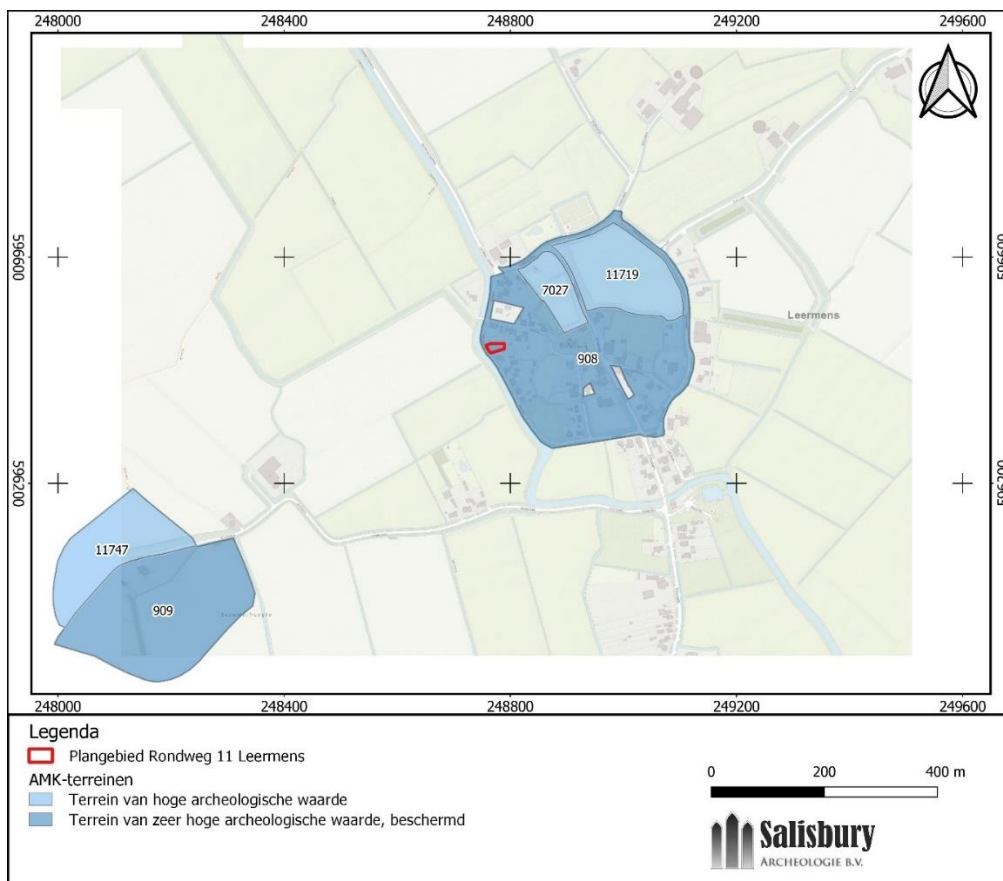 248000 248400 248800 249200 249600
596600 596600
11719
7027
Leermens
908
596200 596200
11747
909
248000 248400 248800 249200 249600
Legenda
Plangebied Rondweg 11 Leermens
AMK-terreinen
Terrein van hoge archeologische waarde
Terrein van zeer hoge archeologische waarde, beschermd
0 200 400 m
Salisbury
ARCHEOLOGIE B.V.